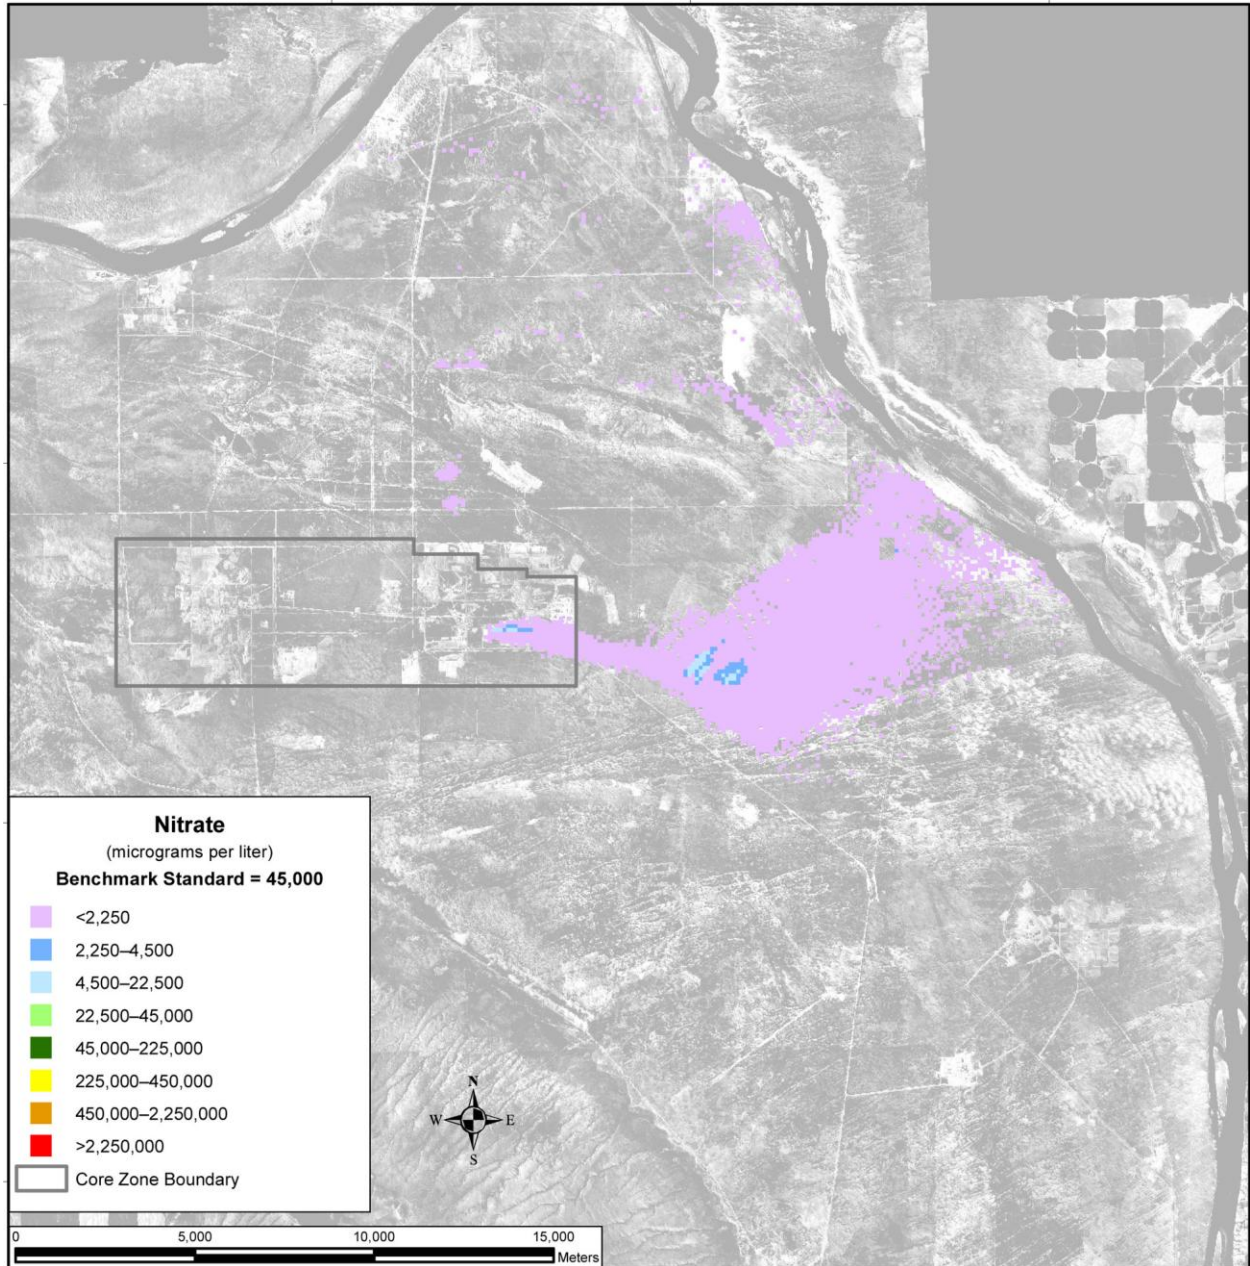 Nitrate
(micrograms per liter)
Benchmark Standard = 45,000
<2,250
2,250–4,500
4,500–22,500
22,500–45,000
45,000–225,000
225,000–450,000
450,000–2,250,000
>2,250,000
Core Zone Boundary
N
W E
S
0 5,000 10,000 15,000
Meters